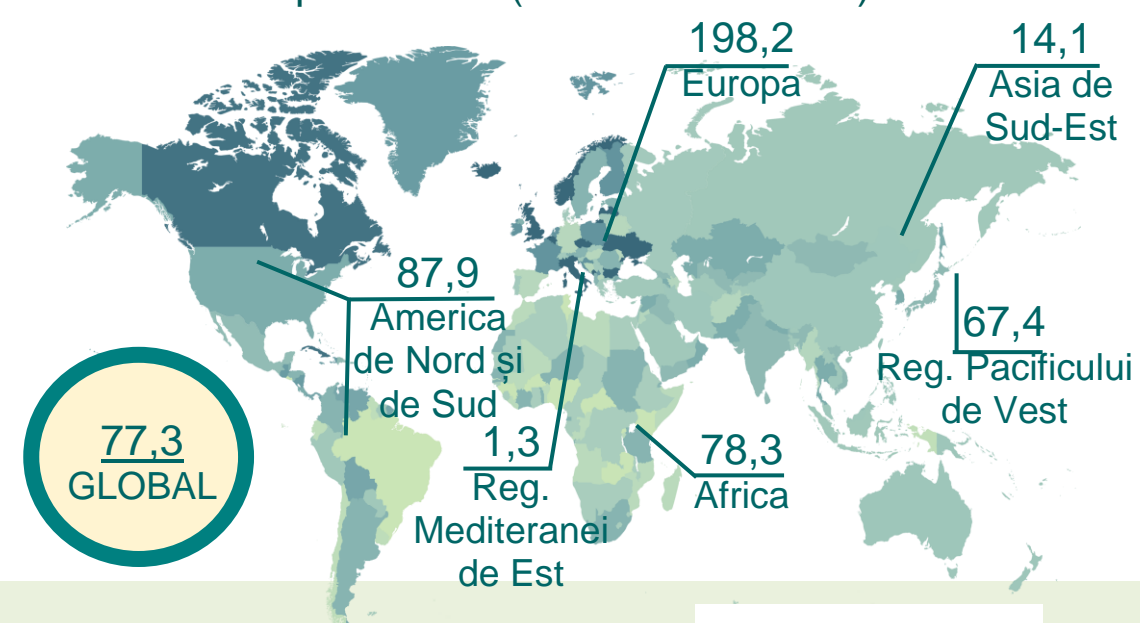 198,2
Europa
14,1
Asia de
Sud-Est
87,9
America
de Nord și
de Sud
67,4
Reg. Pacificului
de Vest
77,3
GLOBAL
1,3
Reg.
Mediteranei
de Est
78,3
Africa